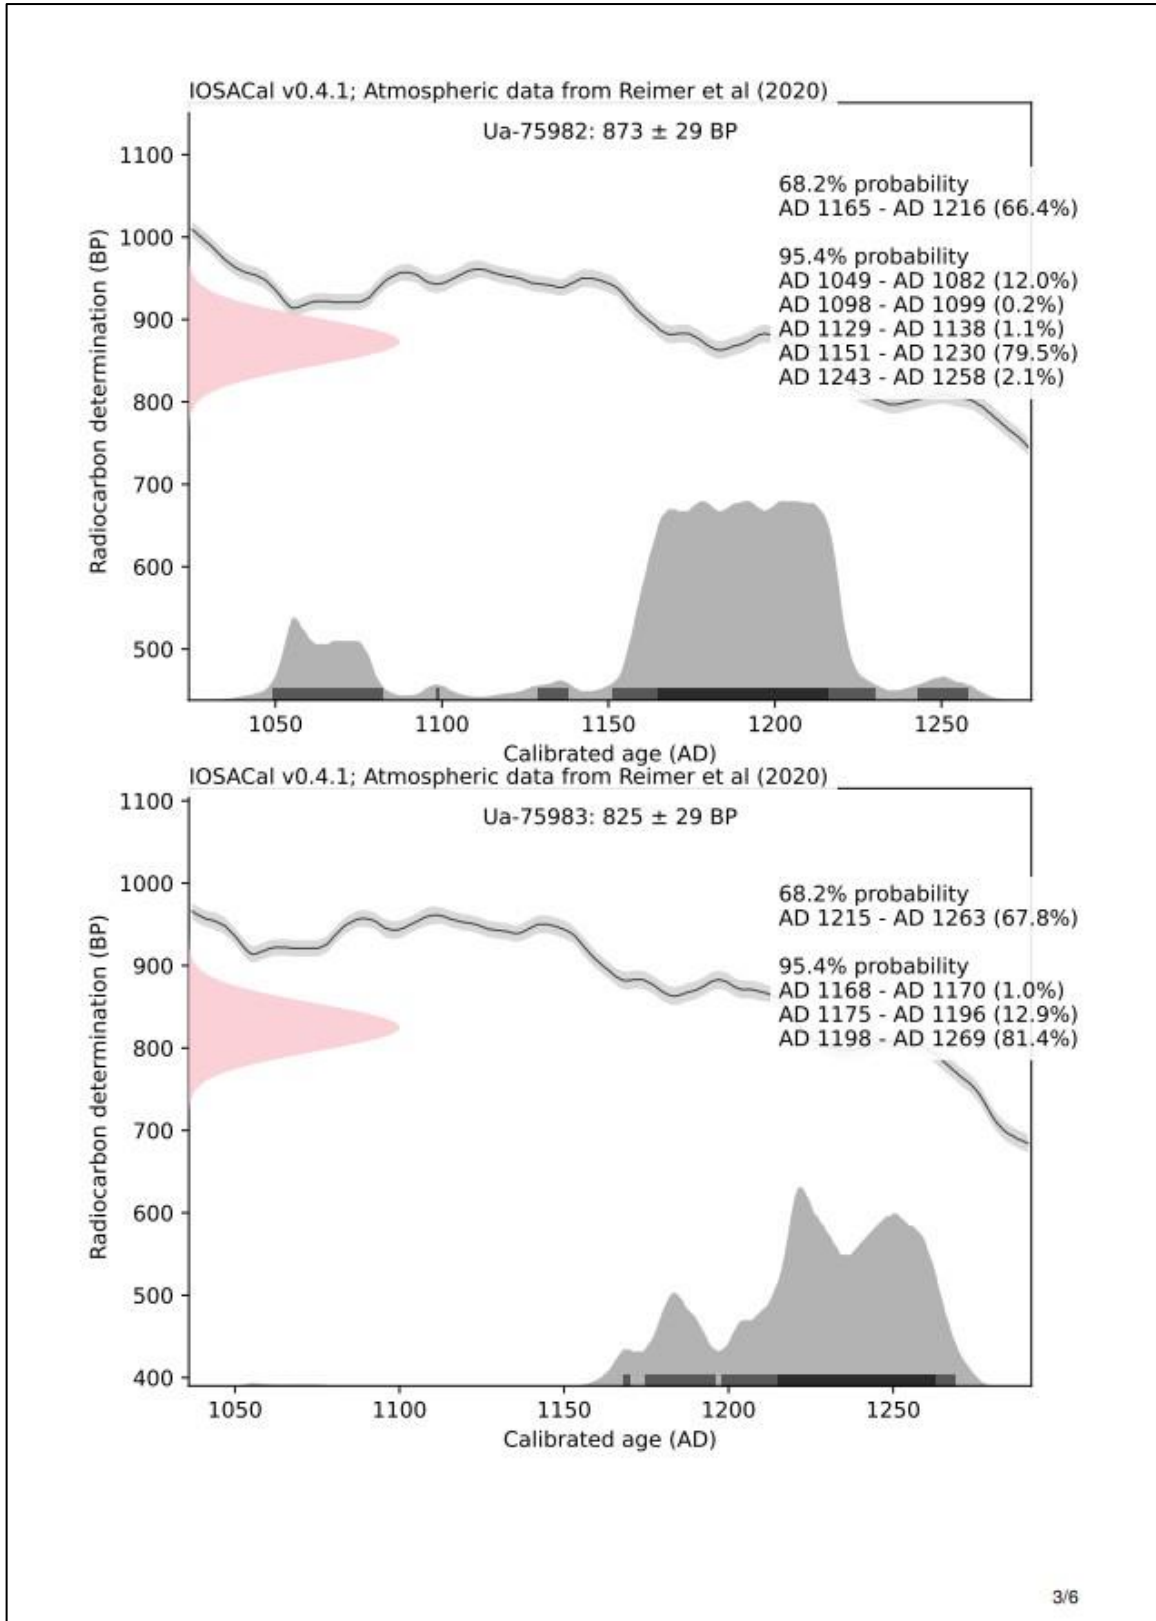 IOSACal v0.4.1; Atmospheric data from Reimer et al (2020)
Ua-75982: 873 ± 29 BP
68.2% probability
AD 1165 - AD 1216 (66.4%)
95.4% probability
AD 1049 - AD 1082 (12.0%)
AD 1098 - AD 1099 (0.2%)
AD 1129 - AD 1138 (1.1%)
AD 1151 - AD 1230 (79.5%)
AD 1243 - AD 1258 (2.1%)
Radiocarbon determination (BP)
1100
1000
900
800
700
600
500
1050 1100 1150 1200 1250
Calibrated age (AD)
IOSACal v0.4.1; Atmospheric data from Reimer et al (2020)
Ua-75983: 825 ± 29 BP
68.2% probability
AD 1215 - AD 1263 (67.8%)
95.4% probability
AD 1168 - AD 1170 (1.0%)
AD 1175 - AD 1196 (12.9%)
AD 1198 - AD 1269 (81.4%)
Radiocarbon determination (BP)
1100
1000
900
800
700
600
500
400
1050 1100 1150 1200 1250
Calibrated age (AD)
3/6